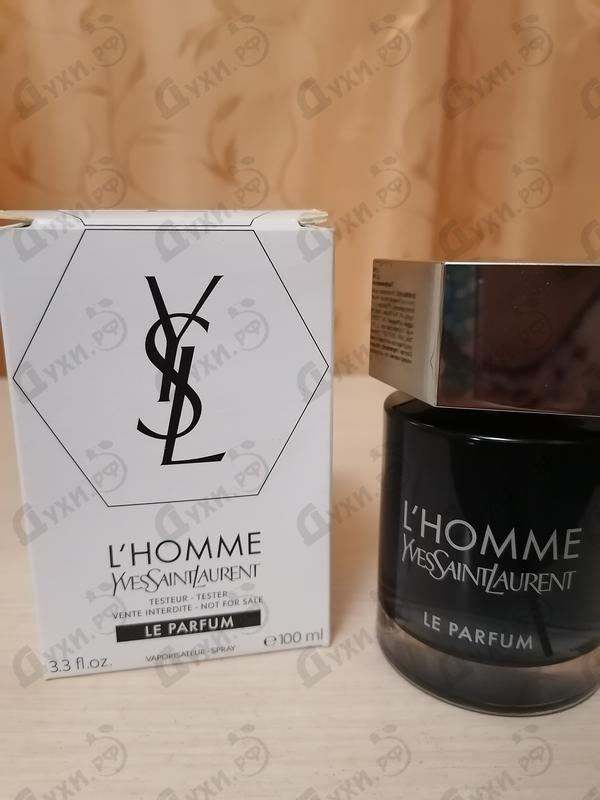 YSL
L'HOMME
YVESSAINTLAURENT
TESTEUR - TESTER
VENTE INTERDITE - NOT FOR SALE
LE PARFUM
3.3 fl.oz.
VAPORISATEUR - SPRAY
℮ 100 ml
L'HOMME
YVESSAINTLAURENT
LE PARFUM
Духи.РФ